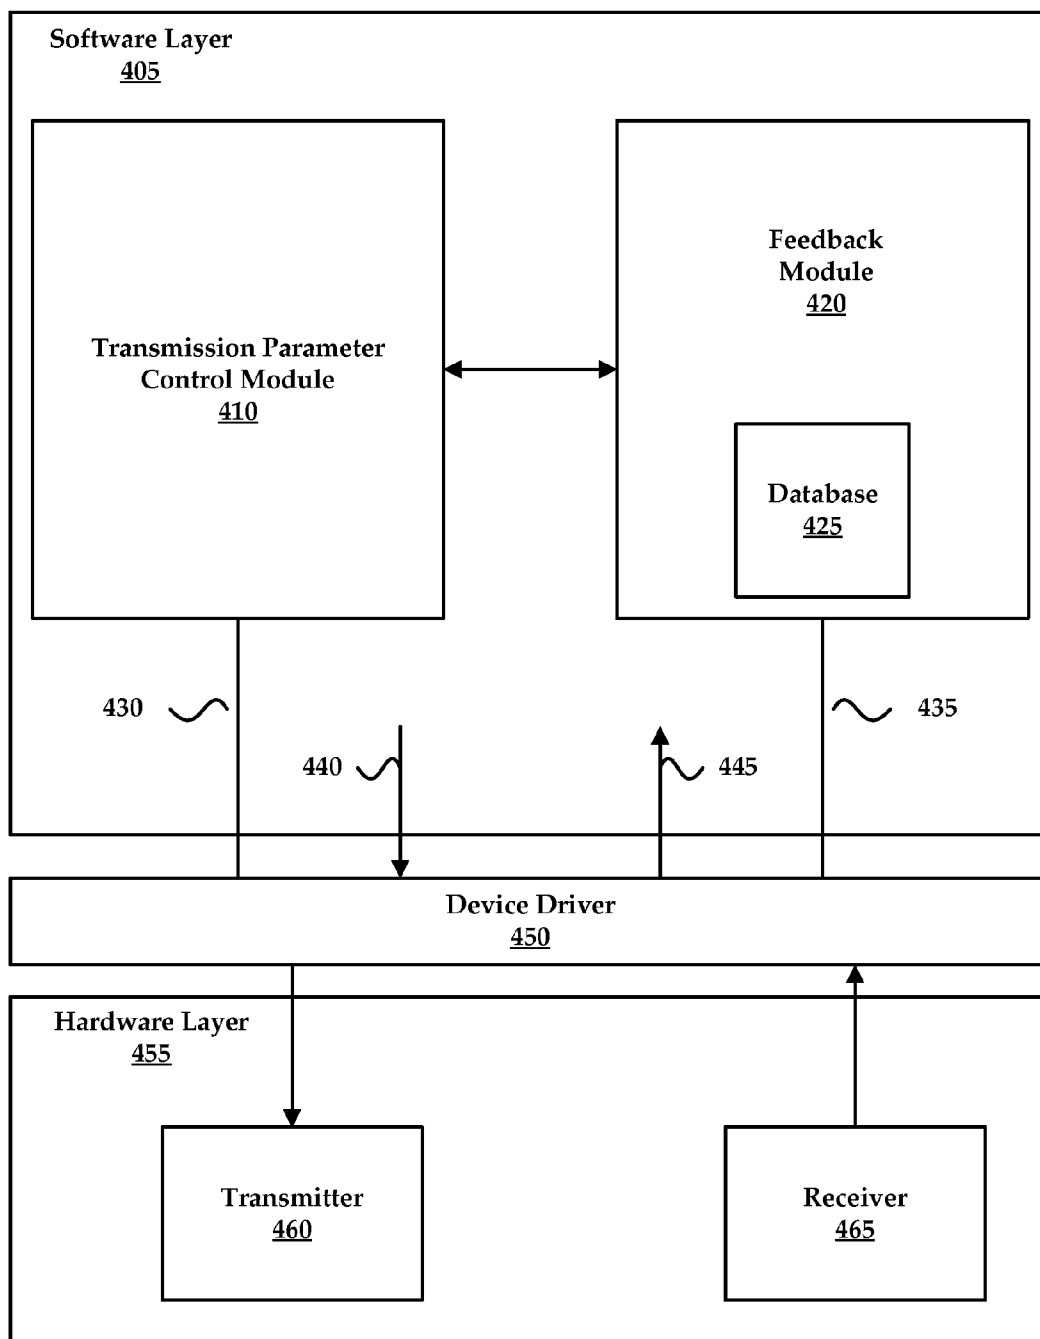 Software Layer
405
Transmission Parameter
Control Module
410
Feedback
Module
420
Database
425
430
435
440
445
Device Driver
450
Hardware Layer
455
Transmitter
460
Receiver
465